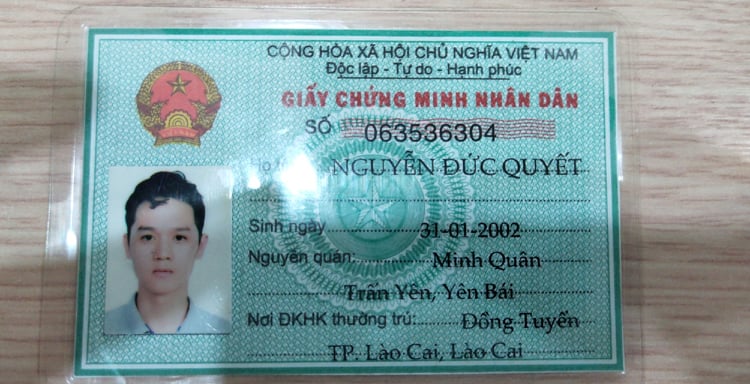 CỘNG HÒA XÃ HỘI CHỦ NGHĨA VIỆT NAM
Độc lập - Tự do - Hạnh phúc
GIẤY CHỨNG MINH NHÂN DÂN
SỐ 063536304
Họ tên NGUYỄN ĐỨC QUYẾT
Sinh ngày 31-01-2002
Nguyên quán: Minh Quân
Trấn Yên, Yên Bái
Nơi ĐKHK thường trú: Đồng Tuyển
TP. Lào Cai, Lào Cai